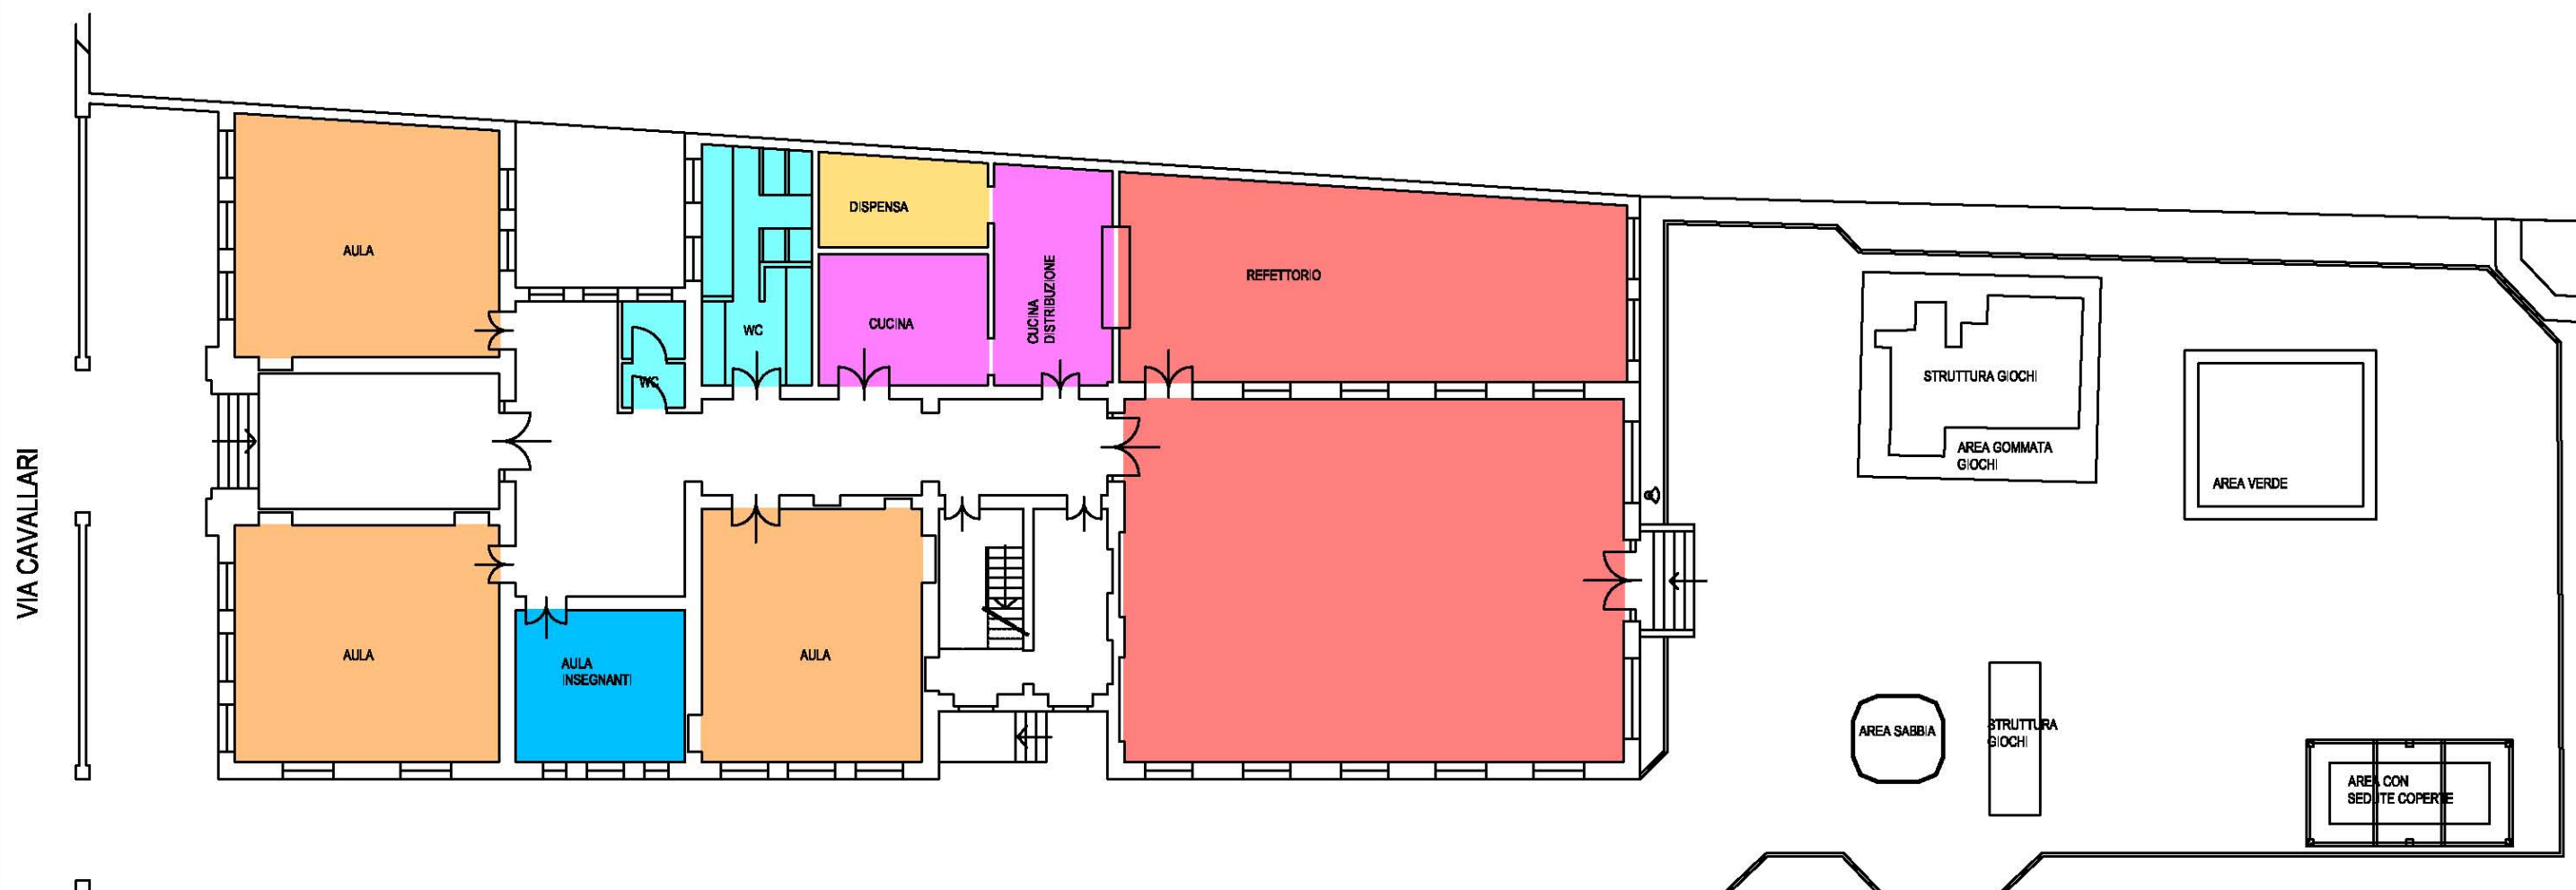 VIA CAVALLARI
AULA
DISPENSA
WC
CUCINA
CUCINA
DISTRIBUZIONE
REFETTORIO
WC
AULA
AULA
INSEGNANTI
AULA
STRUTTURA GIOCHI
AREA GOMMATA
GIOCHI
AREA VERDE
AREA SABBIA
STRUTTURA
GIOCHI
AREA CON
SEDUTE COPERTE